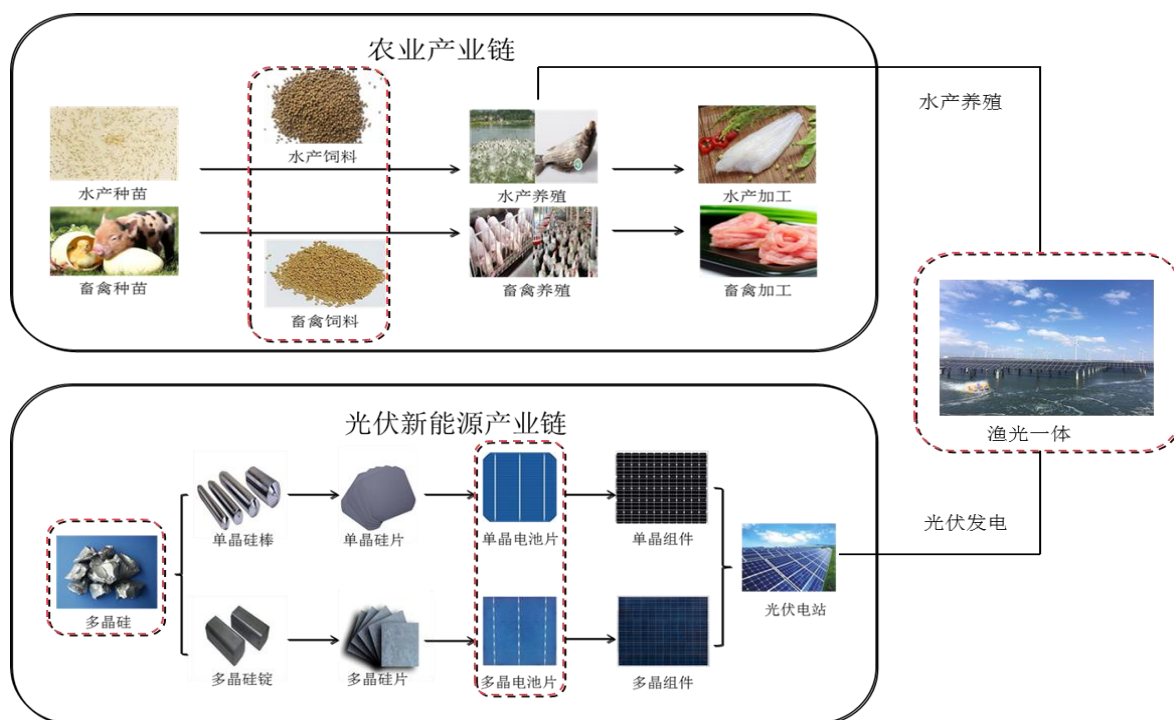 农业产业链
水产养殖
水产饲料
水产种苗
水产养殖
水产加工
畜禽种苗
畜禽饲料
畜禽养殖
畜禽加工
渔光一体
光伏新能源产业链
光伏发电
单晶硅棒
单晶硅片
单晶电池片
单晶组件
多晶硅
光伏电站
多晶硅锭
多晶硅片
多晶电池片
多晶组件